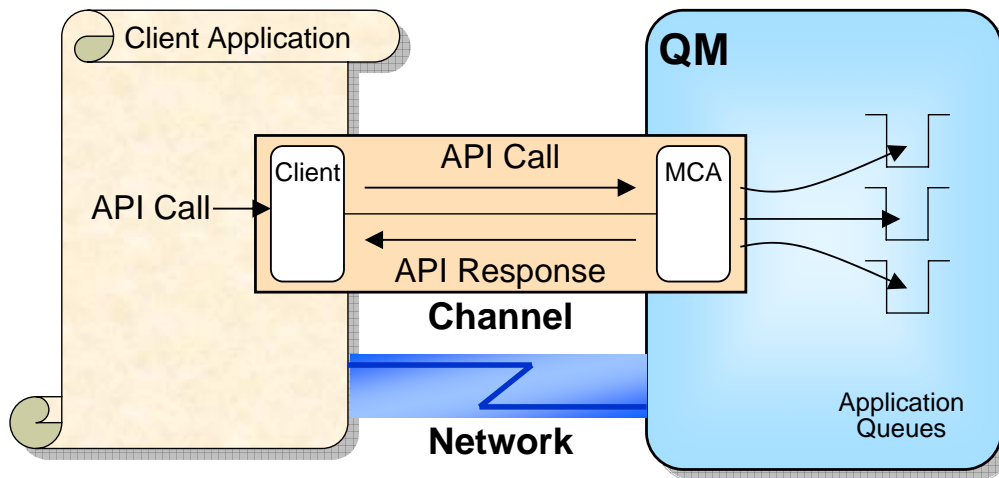 Client Application
QM
API Call
Client
API Call
MCA
API Response
Channel
Network
Application
Queues